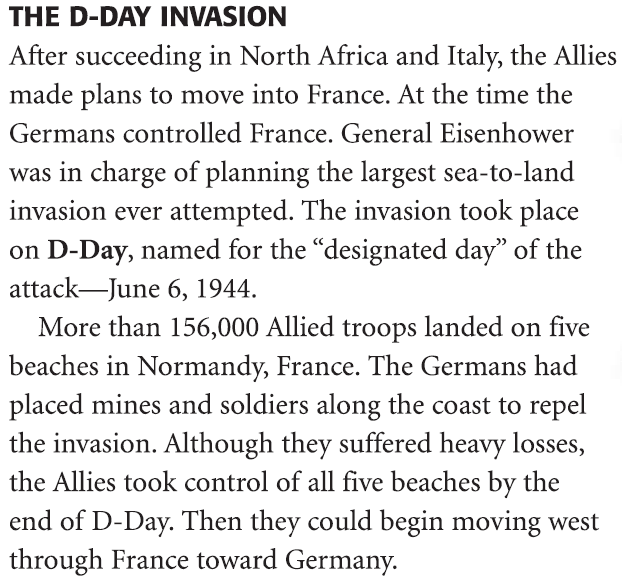 THE D-DAY INVASION
After succeeding in North Africa and Italy, the Allies
made plans to move into France. At the time the
Germans controlled France. General Eisenhower
was in charge of planning the largest sea-to-land
invasion ever attempted. The invasion took place
on D-Day, named for the “designated day” of the
attack—June 6, 1944.
More than 156,000 Allied troops landed on five
beaches in Normandy, France. The Germans had
placed mines and soldiers along the coast to repel
the invasion. Although they suffered heavy losses,
the Allies took control of all five beaches by the
end of D-Day. Then they could begin moving west
through France toward Germany.